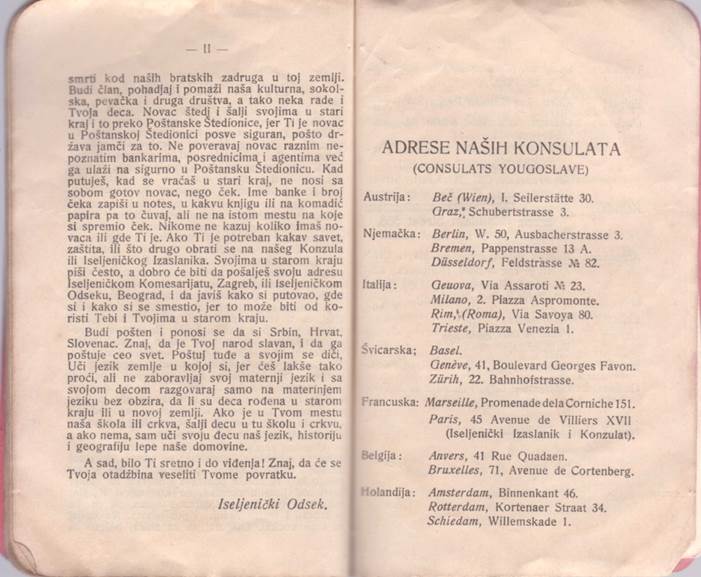 — II —
smrti kod naših bratskih zadruga u toj zemlji.
Budi član, pohadjaj i pomaži naša kulturna, sokol-
ska, pevačka i druga društva, a tako neka rade i
Tvoja deca. Novac štedj i šalji svojima u stari
kraj i to preko Poštanske Štedionice, jer Ti je novac
u Poštanskoj Štedionici posve siguran, pošto dr-
žava jamči za to. Ne poveravaj novac raznim ne-
poznatim bankarima, posrednicima i agentima već
ga ulaži na sigurno u Poštansku Štedionicu. Kad
putuješ, kad se vraćaš u stari kraj, ne nosi sa
sobom gotov novac, nego ček. Ime banke i broj
čeka zapiši u notes, u kakvu knjigu ili na komadić
papira pa to čuvaj, ali ne na istom mestu na koje
si spremio ček. Nikome ne kazuj koliko imaš no-
vaca ili gde Ti je. Ako Ti je potreban kakav savet,
zaštita, ili što drugo obrati se na našeg Konzula
ili Iseljeničkog Izaslanika. Svojima u starom kraju
piši često, a dobro će biti da pošalješ svoju adresu
Iseljeničkom Komesarijatu, Zagreb, ili Iseljeničkom
Odseku, Beograd, i da javiš kako si putovao, gde
si i kako si se smestio, jer to može biti od ko-
risti Tebi i Tvojima u starom kraju.
Budi pošten i ponosi se da si Srbin, Hrvat,
Slovenac. Znaj, da je Tvoj narod slavan, i da ga
poštuje ceo svet. Poštuj tuđe a svojim se diči,
Uči jezik zemlje u kojoj si, jer ćeš lakše tako
proći, ali ne zaboravljaj svoj maternji jezik i sa
svojom decom razgovaraj samo na materinjem
jeziku bez obzira, da li su deca rođena u starom
kraju ili u novoj zemlji. Ako je u Tvom mestu
naša škola ili crkva, šalji decu u tu školu i crkvu,
a ako nema, sam uči svoju decu naš jezik, historiju
i geografiju lepe naše domovine.
A sad, bilo Ti sretno i do viđenja! Znaj, da će se
Tvoja otadžbina veseliti Tvome povratku.
Iseljenički Odsek.
ADRESE NAŠIH KONSULATA
(CONSULATS YOUGOSLAVE)
Austrija: Beč (Wien), I. Seilerstätte 30.
Graz, Schubertstrasse 3.
Njemačka: Berlin, W. 50, Ausbacherstrasse 3.
Bremen, Pappenstrasse 13 A.
Düsseldorf, Feldstrasse № 82.
Italija: Genova, Via Assaroti № 23.
Milano, 2. Piazza Aspromonte.
Rim, (Roma), Via Savoya 80.
Trieste, Piazza Venezia 1.
Švicarska; Basel.
Genève, 41, Boulevard Georges Favon.
Zürih, 22. Bahnhofstrasse.
Francuska: Marseille, Promenade de la Corniche 151.
Paris, 45 Avenue de Villiers XVII
(Iseljenički Izaslanik i Konzulat).
Belgija: Anvers, 41 Rue Quadaen.
Bruxelles, 71, Avenue de Cortenberg.
Holandija: Amsterdam, Binnenkant 46.
Rotterdam, Kortenaer Straat 34.
Schiedam, Willemskade 1.